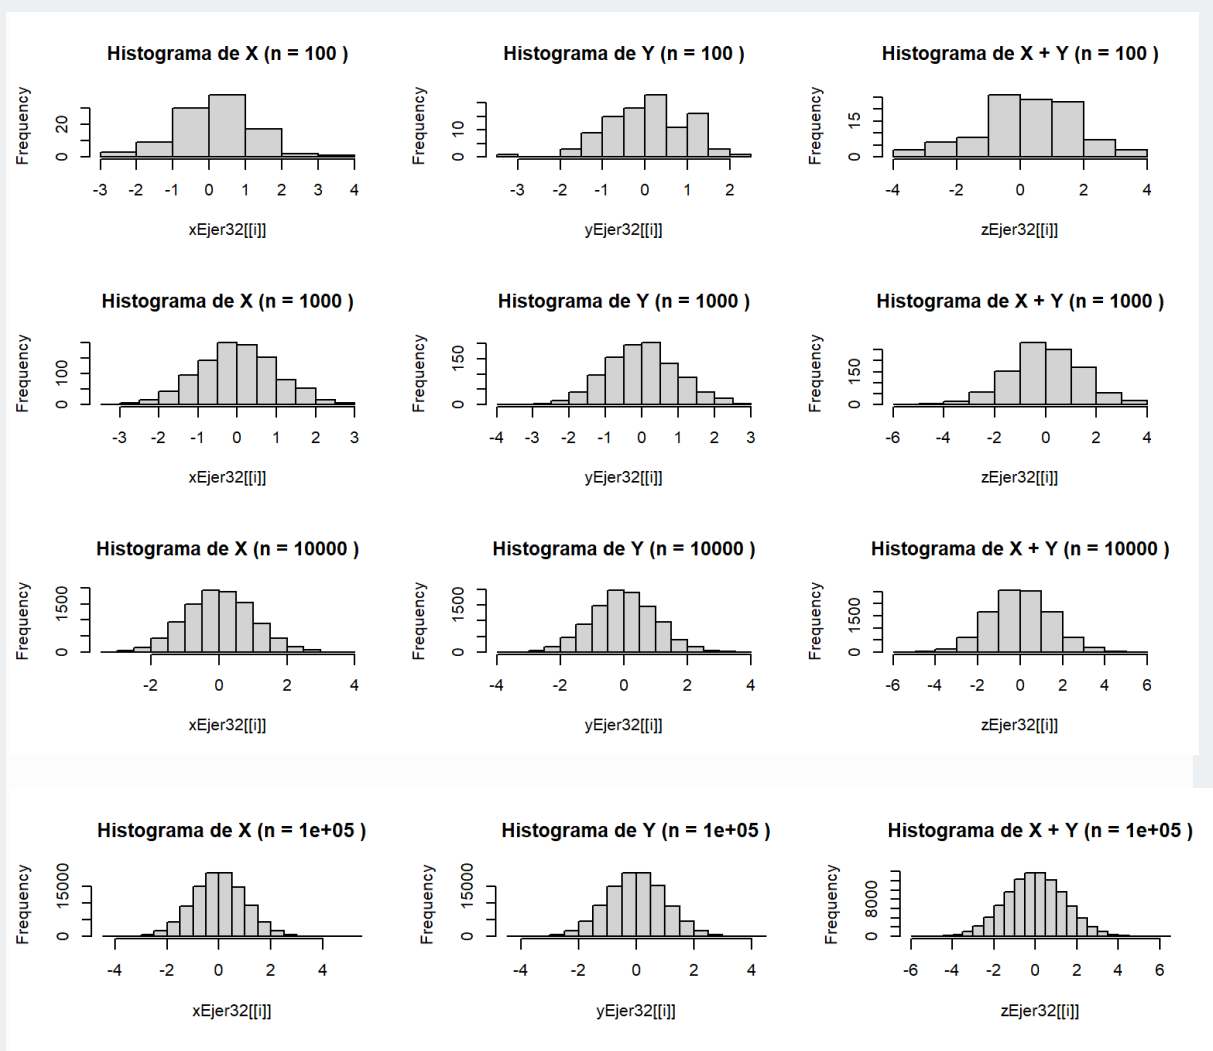 Histograma de X (n = 100 )
Frequency
20
0
-3 -2 -1 0 1 2 3 4
xEjer32[[i]]
Histograma de Y (n = 100 )
Frequency
10
0
-3 -2 -1 0 1 2
yEjer32[[i]]
Histograma de X + Y (n = 100 )
Frequency
15
0
-4 -2 0 2 4
zEjer32[[i]]
Histograma de X (n = 1000 )
Frequency
100
0
-3 -2 -1 0 1 2 3
xEjer32[[i]]
Histograma de Y (n = 1000 )
Frequency
150
0
-4 -3 -2 -1 0 1 2 3
yEjer32[[i]]
Histograma de X + Y (n = 1000 )
Frequency
150
0
-6 -4 -2 0 2 4
zEjer32[[i]]
Histograma de X (n = 10000 )
Frequency
1500
0
-2 0 2 4
xEjer32[[i]]
Histograma de Y (n = 10000 )
Frequency
1500
0
-4 -2 0 2 4
yEjer32[[i]]
Histograma de X + Y (n = 10000 )
Frequency
1500
0
-6 -4 -2 0 2 4 6
zEjer32[[i]]
Histograma de X (n = 1e+05 )
Frequency
15000
0
-4 -2 0 2 4
xEjer32[[i]]
Histograma de Y (n = 1e+05 )
Frequency
15000
0
-4 -2 0 2 4
yEjer32[[i]]
Histograma de X + Y (n = 1e+05 )
Frequency
8000
0
-6 -4 -2 0 2 4 6
zEjer32[[i]]